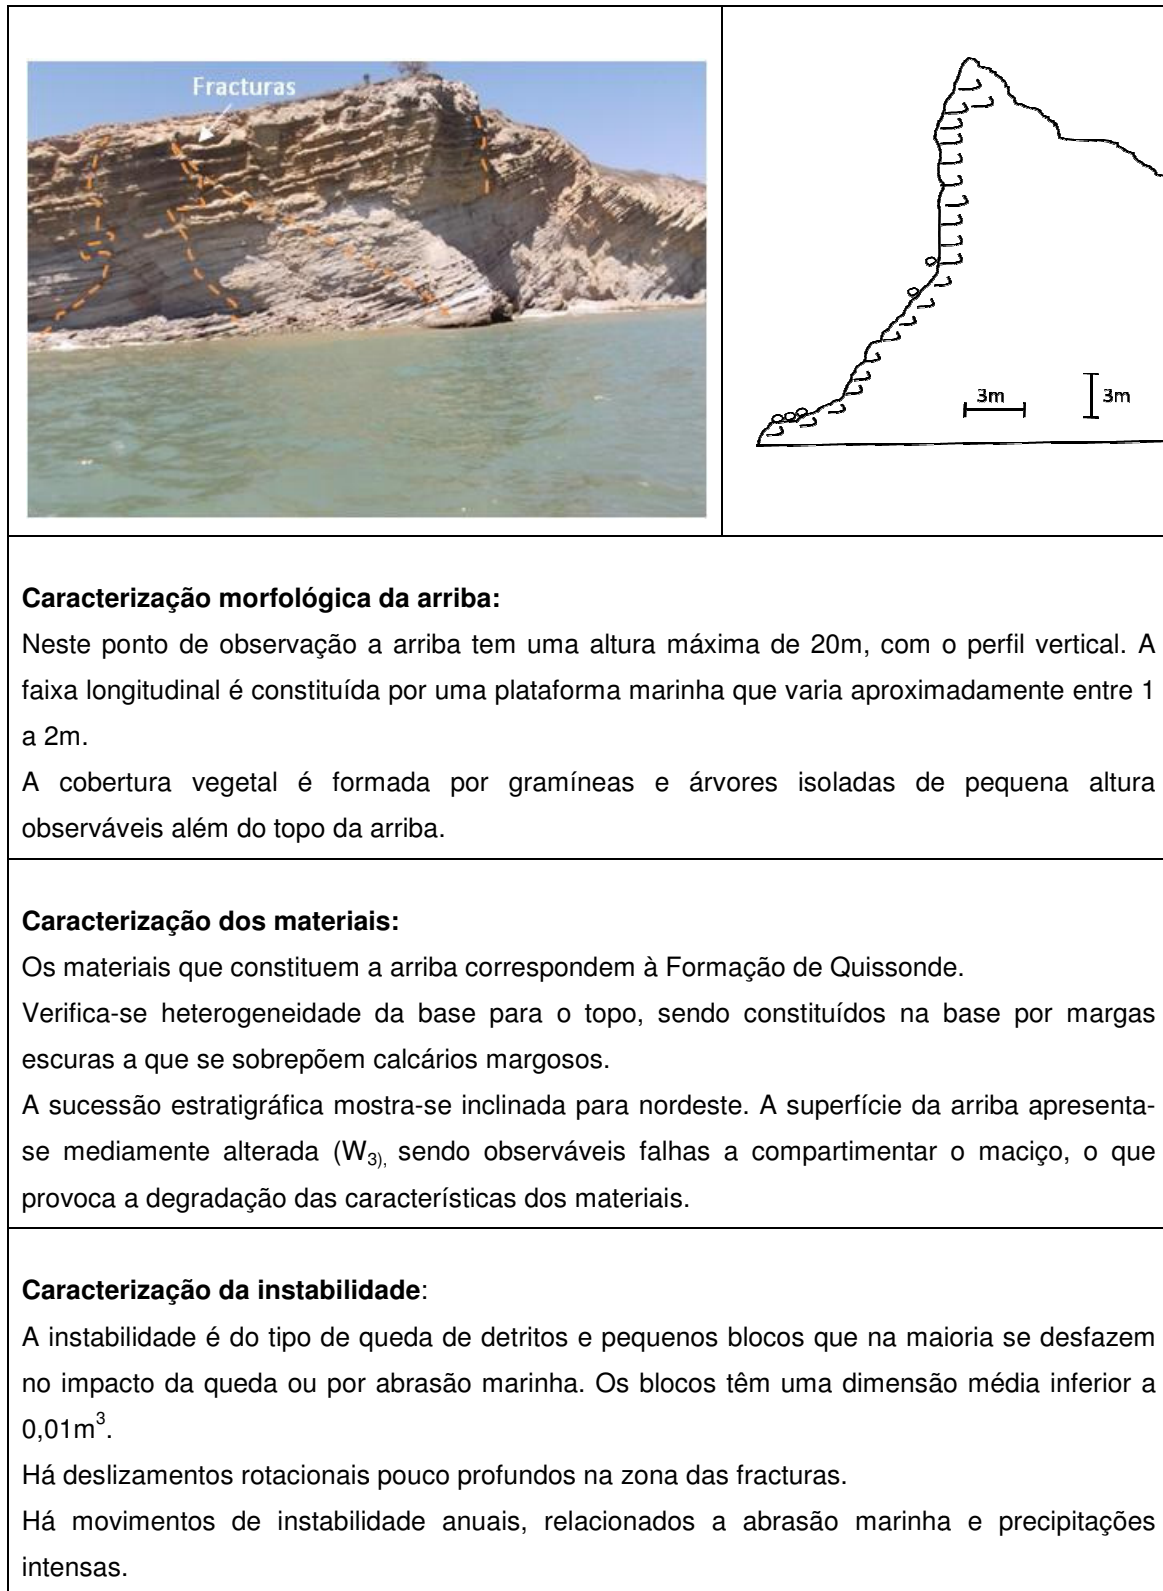 Fracturas
3m
3m
Caracterização morfológica da arriba:
Neste ponto de observação a arriba tem uma altura máxima de 20m, com o perfil vertical. A
faixa longitudinal é constituída por uma plataforma marinha que varia aproximadamente entre 1
a 2m.
A cobertura vegetal é formada por gramíneas e árvores isoladas de pequena altura
observáveis além do topo da arriba.
Caracterização dos materiais:
Os materiais que constituem a arriba correspondem à Formação de Quissonde.
Verifica-se heterogeneidade da base para o topo, sendo constituídos na base por margas
escuras a que se sobrepõem calcários margosos.
A sucessão estratigráfica mostra-se inclinada para nordeste. A superfície da arriba apresenta-
se mediamente alterada (W3), sendo observáveis falhas a compartimentar o maciço, o que
provoca a degradação das características dos materiais.
Caracterização da instabilidade:
A instabilidade é do tipo de queda de detritos e pequenos blocos que na maioria se desfazem
no impacto da queda ou por abrasão marinha. Os blocos têm uma dimensão média inferior a
0,01m³.
Há deslizamentos rotacionais pouco profundos na zona das fracturas.
Há movimentos de instabilidade anuais, relacionados a abrasão marinha e precipitações
intensas.